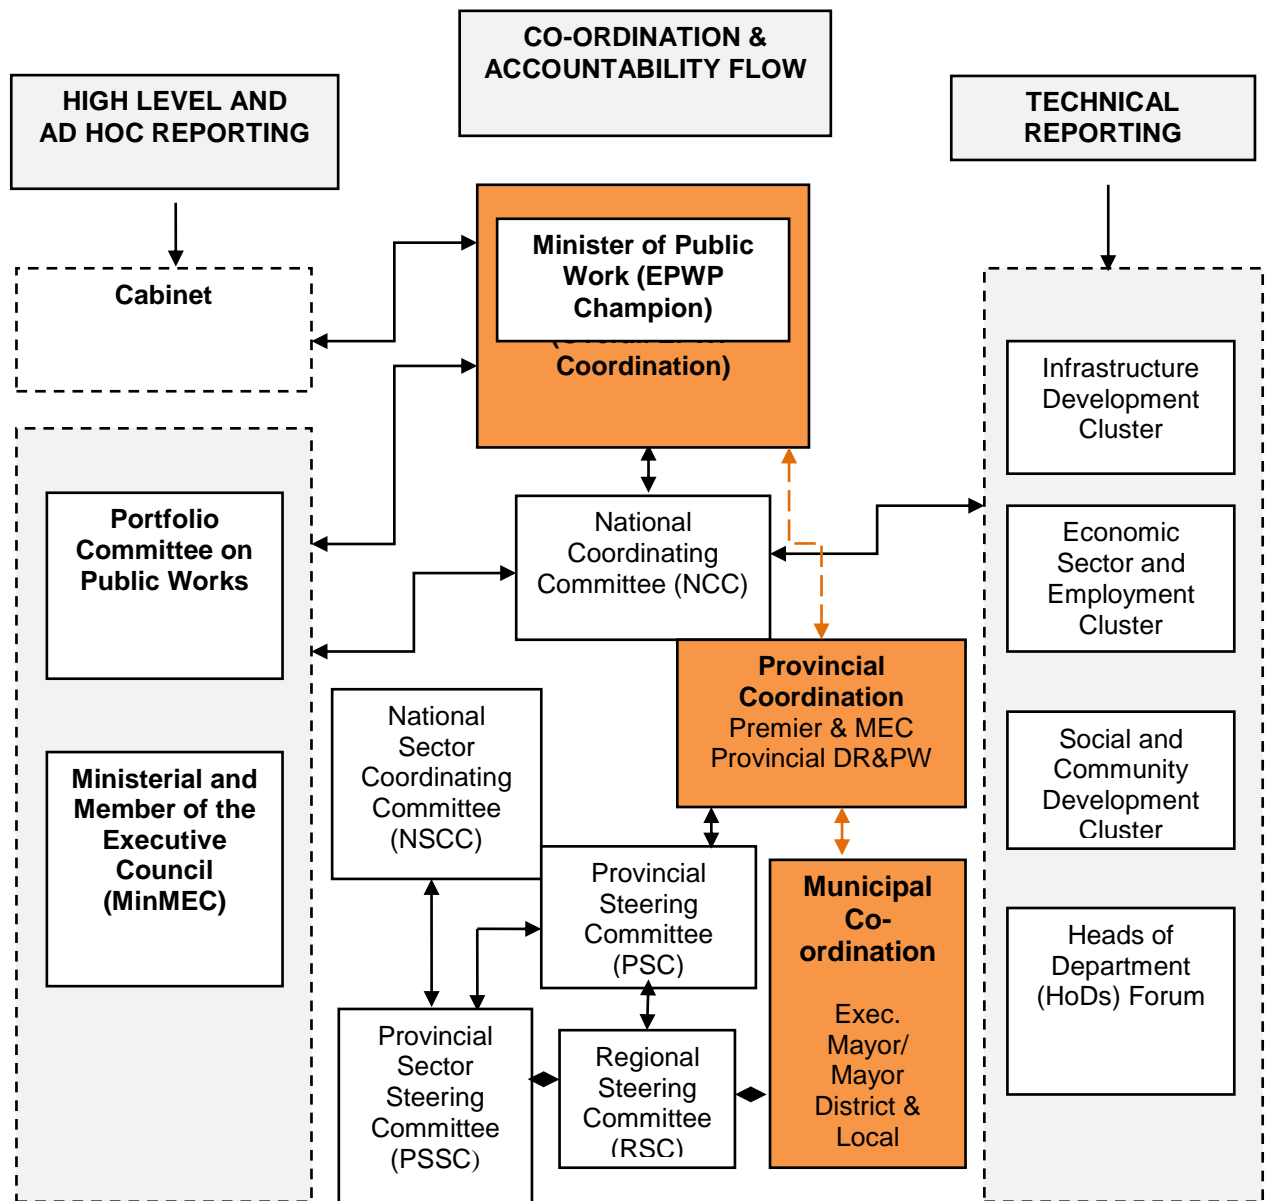 CO-ORDINATION &
ACCOUNTABILITY FLOW
HIGH LEVEL AND
AD HOC REPORTING
TECHNICAL
REPORTING
Minister of Public
Work (EPWP
Champion)
Coordination)
Cabinet
Infrastructure
Development
Cluster
Portfolio
Committee on
Public Works
National
Coordinating
Committee (NCC)
Economic
Sector and
Employment
Cluster
Provincial
Coordination
Premier & MEC
Provincial DR&PW
National
Sector
Coordinating
Committee
(NSCC)
Social and
Community
Development
Cluster
Ministerial and
Member of the
Executive
Council
(MinMEC)
Provincial
Steering
Committee
(PSC)
Municipal
Co-
ordination
Exec.
Mayor/
Mayor
District &
Local
Heads of
Department
(HoDs) Forum
Provincial
Sector
Steering
Committee
(PSSC)
Regional
Steering
Committee
(RSC)